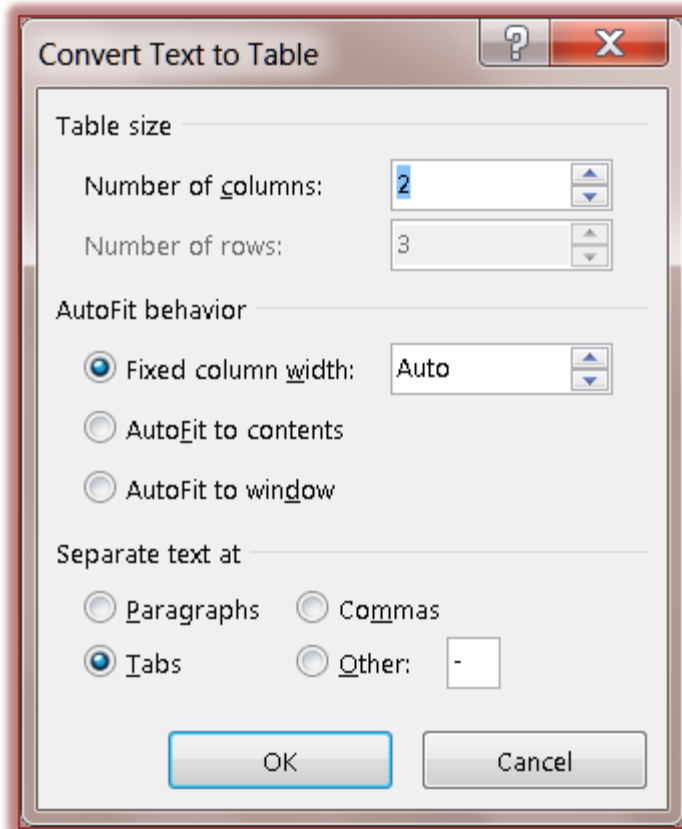 Convert Text to Table
Table size
Number of columns: 2
Number of rows: 3
AutoFit behavior
Fixed column width: Auto
AutoFit to contents
AutoFit to window
Separate text at
Paragraphs Commas
Tabs Other: -
OK Cancel